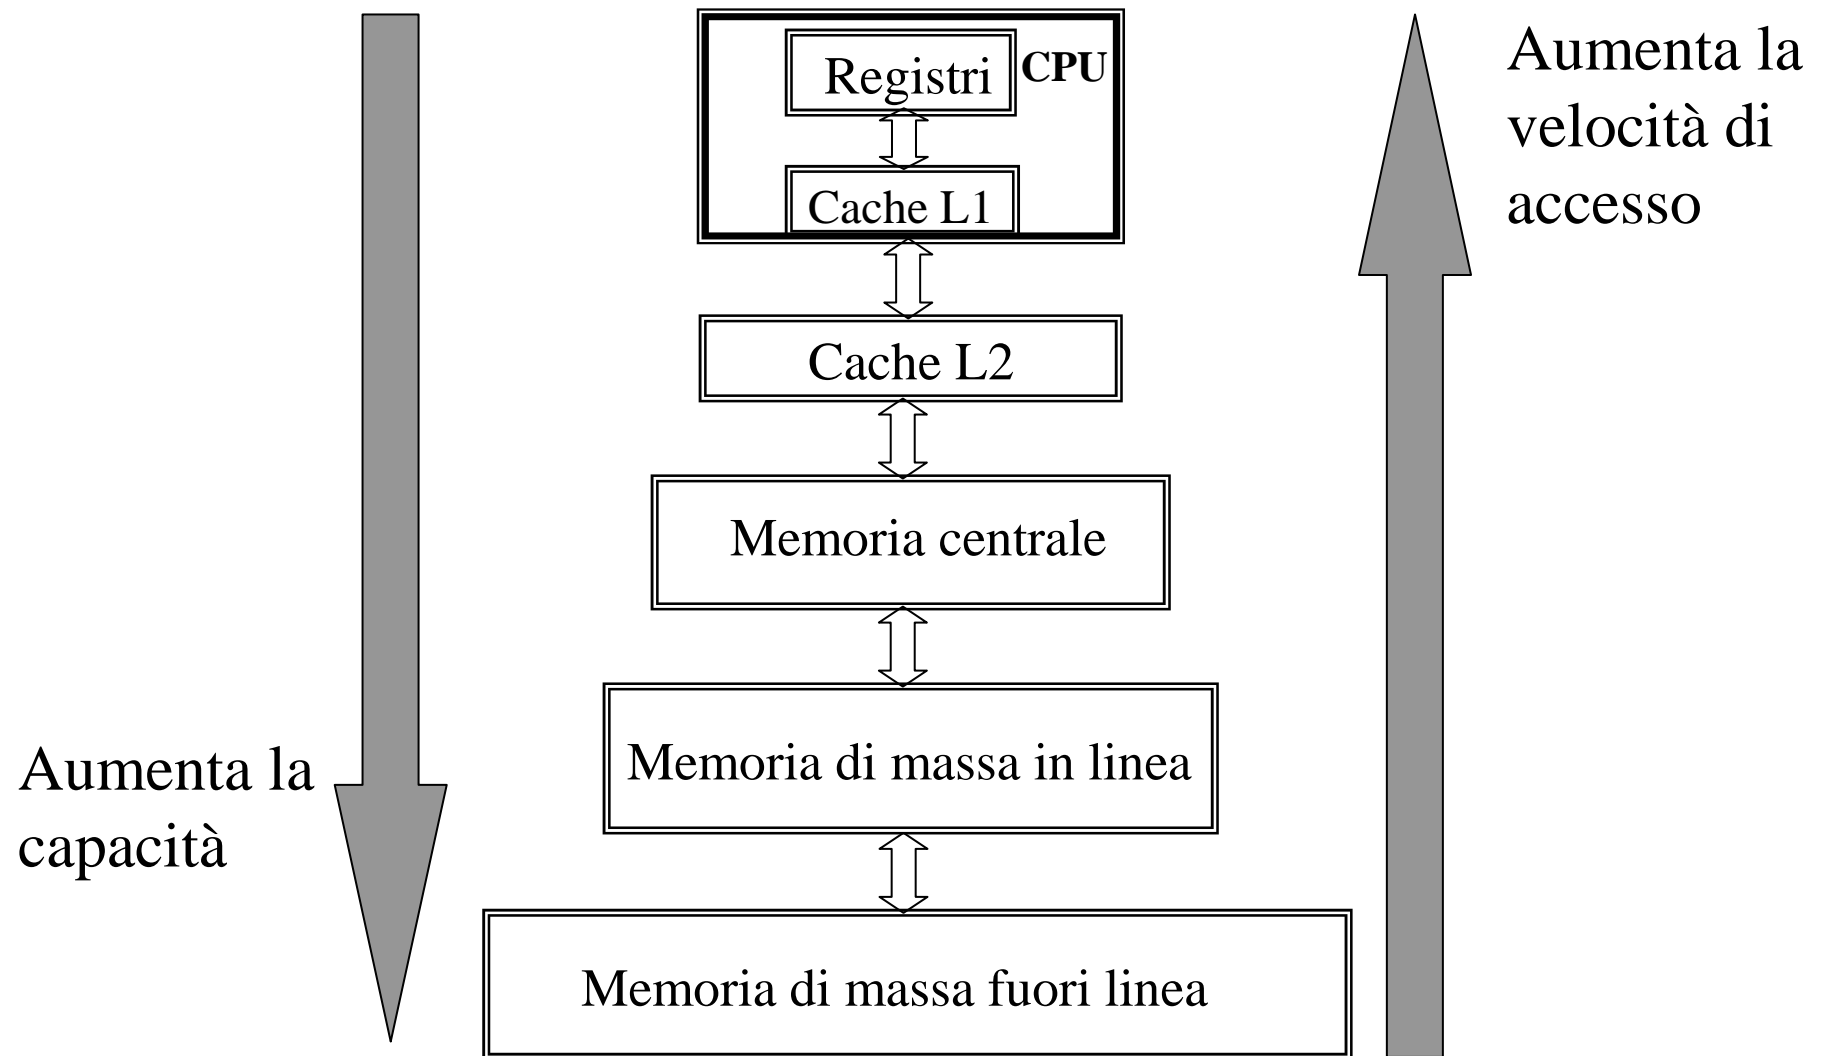 Registri
CPU
Cache L1
Cache L2
Memoria centrale
Memoria di massa in linea
Memoria di massa fuori linea
Aumenta la
capacità
Aumenta la
velocità di
accesso